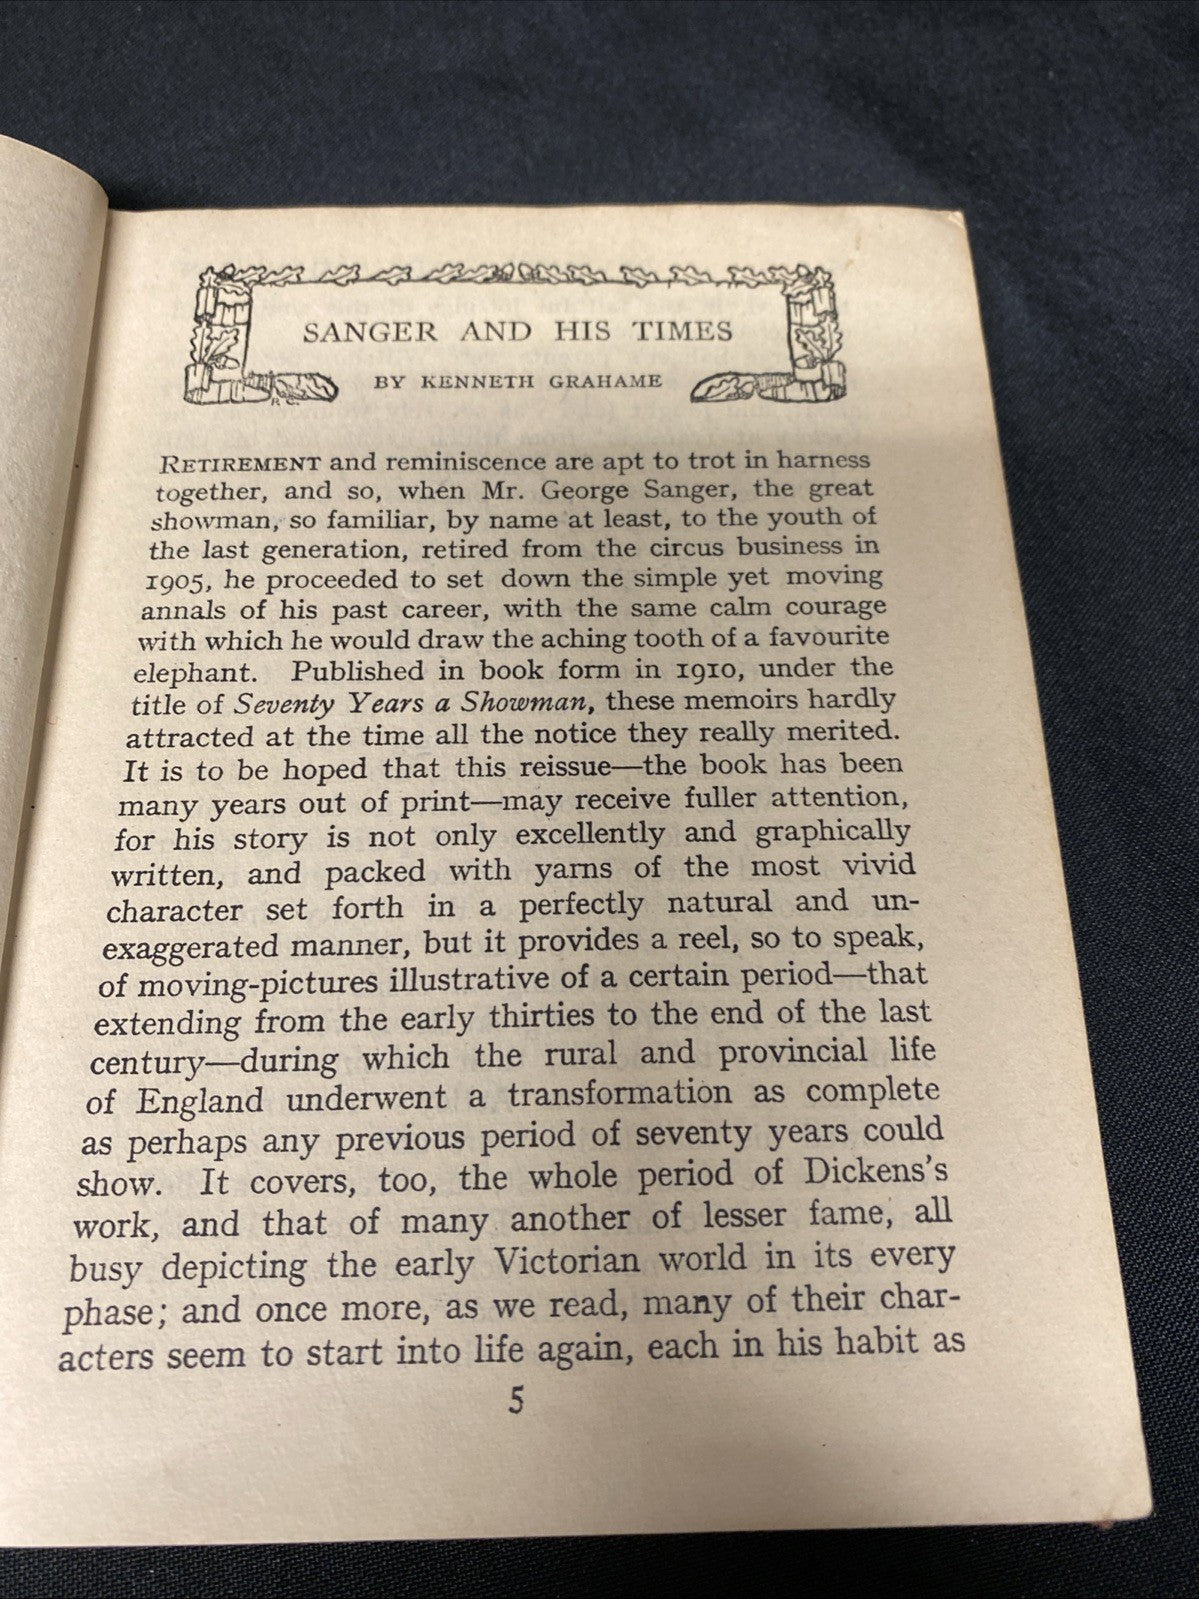 SANGER AND HIS TIMES
BY KENNETH GRAHAME
R C.
RETIREMENT and reminiscence are apt to trot in harness
together, and so, when Mr. George Sanger, the great
showman, so familiar, by name at least, to the youth of
the last generation, retired from the circus business in
1905, he proceeded to set down the simple yet moving
annals of his past career, with the same calm courage
with which he would draw the aching tooth of a favourite
elephant. Published in book form in 1910, under the
title of Seventy Years a Showman, these memoirs hardly
attracted at the time all the notice they really merited.
It is to be hoped that this reissue—the book has been
many years out of print—may receive fuller attention,
for his story is not only excellently and graphically
written, and packed with yarns of the most vivid
character set forth in a perfectly natural and un-
exaggerated manner, but it provides a reel, so to speak,
of moving-pictures illustrative of a certain period—that
extending from the early thirties to the end of the last
century—during which the rural and provincial life
of England underwent a transformation as complete
as perhaps any previous period of seventy years could
show. It covers, too, the whole period of Dickens's
work, and that of many another of lesser fame, all
busy depicting the early Victorian world in its every
phase; and once more, as we read, many of their char-
acters seem to start into life again, each in his habit as
5